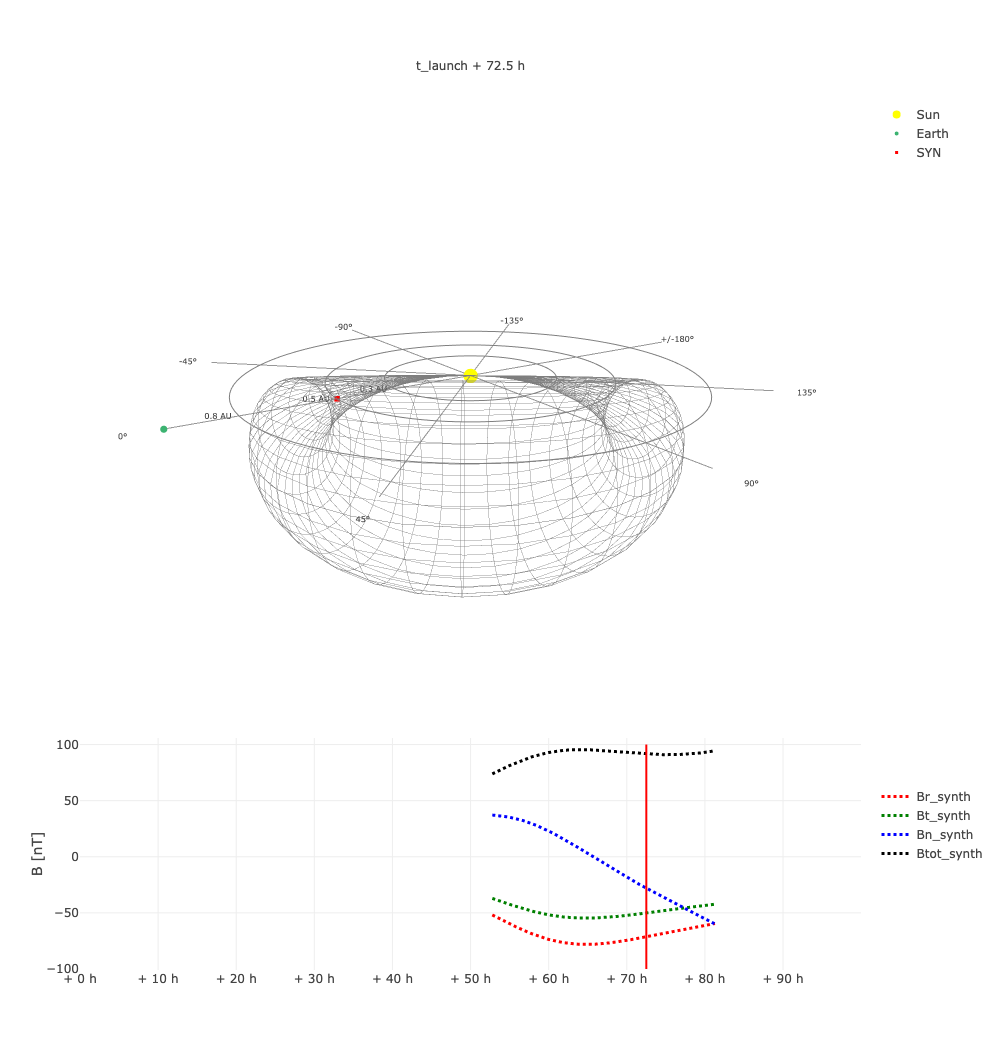 t_launch + 72.5 h
Sun
Earth
SYN
-135°
-90°
+/-180°
-45°
0.3 AU
135°
0.5 AU
0.8 AU
0°
90°
45°
B [nT]
100
50
0
−50
−100
+ 0 h
+ 10 h
+ 20 h
+ 30 h
+ 40 h
+ 50 h
+ 60 h
+ 70 h
+ 80 h
+ 90 h
Br_synth
Bt_synth
Bn_synth
Btot_synth